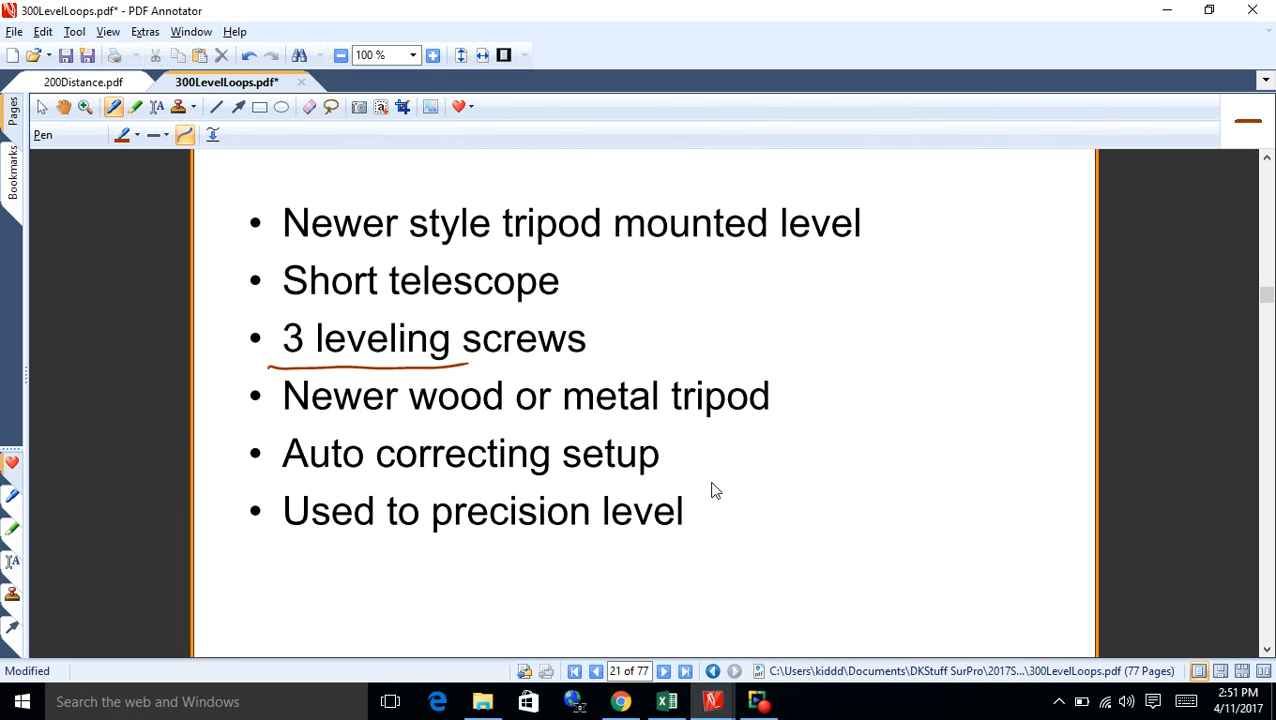 300LevelLoops.pdf* - PDF Annotator
File Edit Tool View Extras Window Help
100 %
200Distance.pdf 300LevelLoops.pdf*
Pen
Pages
Bookmarks
• Newer style tripod mounted level
• Short telescope
• 3 leveling screws
• Newer wood or metal tripod
• Auto correcting setup
• Used to precision level
Modified 21 of 77 C:\Users\kiddd\Documents\DKStuff SurPro\2017S...\300LevelLoops.pdf (77 Pages)
Search the web and Windows 2:51 PM
4/11/2017